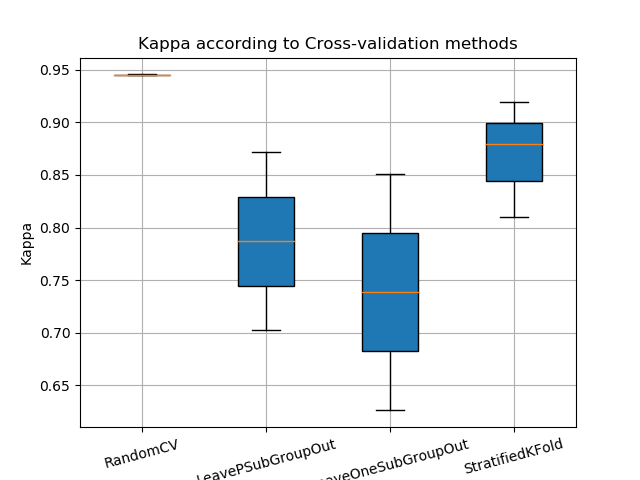 Kappa according to Cross-validation methods
Kappa
0.95
0.90
0.85
0.80
0.75
0.70
0.65
RandomCV
LeavePSubGroupOut
aveOneSubGroupOut
StratifiedKFold